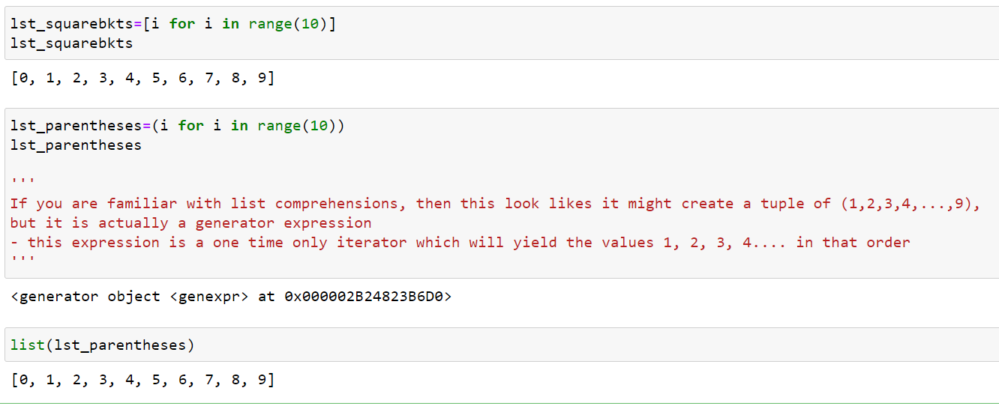 lst_squarebkts=[i for i in range(10)]
lst_squarebkts
[0, 1, 2, 3, 4, 5, 6, 7, 8, 9]
lst_parentheses=(i for i in range(10))
lst_parentheses
'''
If you are familiar with list comprehensions, then this look likes it might create a tuple of (1,2,3,4,...,9),
but it is actually a generator expression
- this expression is a one time only iterator which will yield the values 1, 2, 3, 4.... in that order
'''
<generator object <genexpr> at 0x000002B24823B6D0>
list(lst_parentheses)
[0, 1, 2, 3, 4, 5, 6, 7, 8, 9]